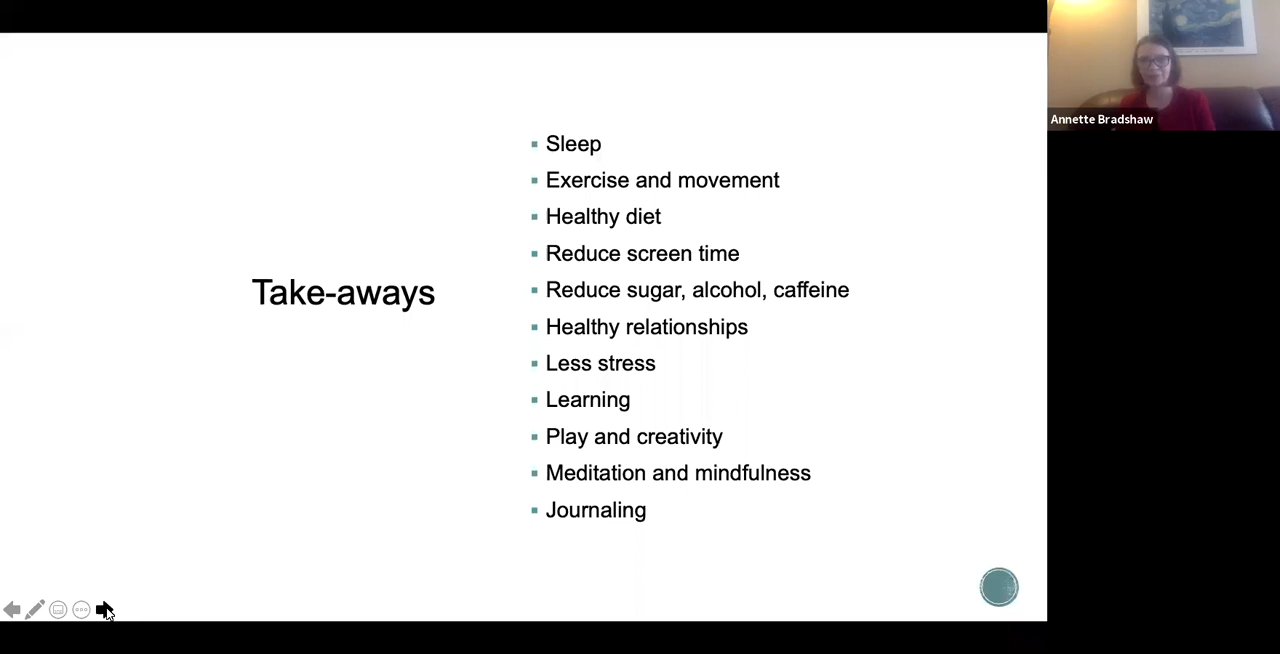 Take-aways
Sleep
Exercise and movement
Healthy diet
Reduce screen time
Reduce sugar, alcohol, caffeine
Healthy relationships
Less stress
Learning
Play and creativity
Meditation and mindfulness
Journaling
Annette Bradshaw